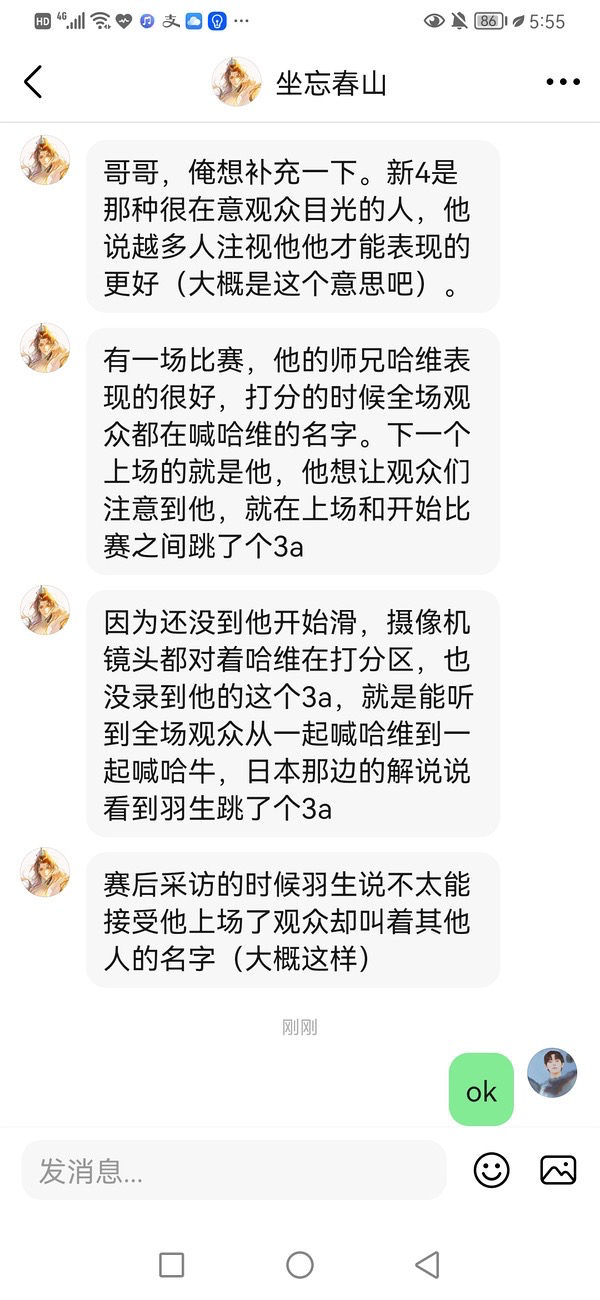 HD 4G 支 86 5:55
坐忘春山
哥哥，俺想补充一下。新4是
那种很在意观众目光的人，他
说越多人注视他他才能表现的
更好（大概是这个意思吧）。
有一场比赛，他的师兄哈维表
现的很好，打分的时候全场观
众都在喊哈维的名字。下一个
上场的就是他，他想让观众们
注意到他，就在上场和开始比
赛之间跳了个3a
因为还没到他开始滑，摄像机
镜头都对着哈维在打分区，也
没录到他的这个3a，就是能听
到全场观众从一起喊哈维到一
起喊哈牛，日本那边的解说说
看到羽生跳了个3a
赛后采访的时候羽生说不太能
接受他上场了观众却叫着其他
人的名字（大概这样）
刚刚
ok
发消息...